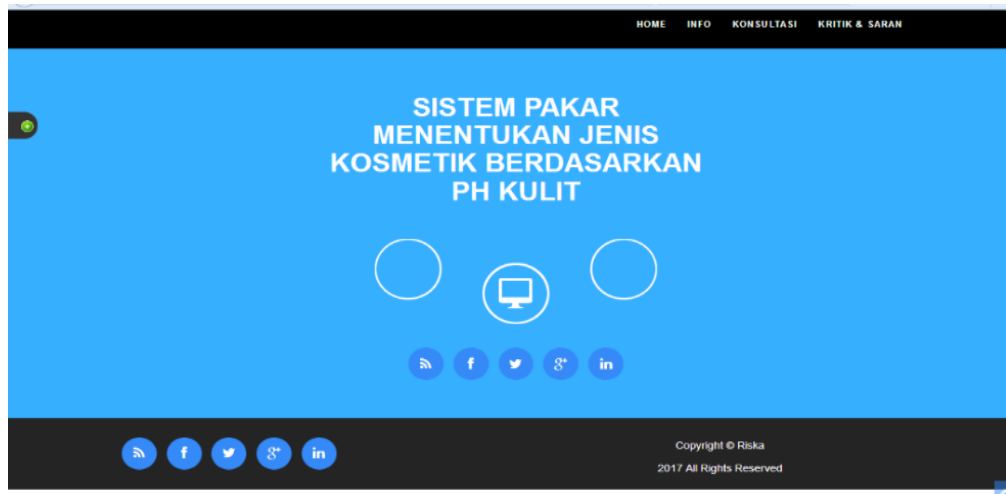 HOME INFO KONSULTASI KRITIK & SARAN
SISTEM PAKAR
MENENTUKAN JENIS
KOSMETIK BERDASARKAN
PH KULIT
Copyright © Riska
2017 All Rights Reserved